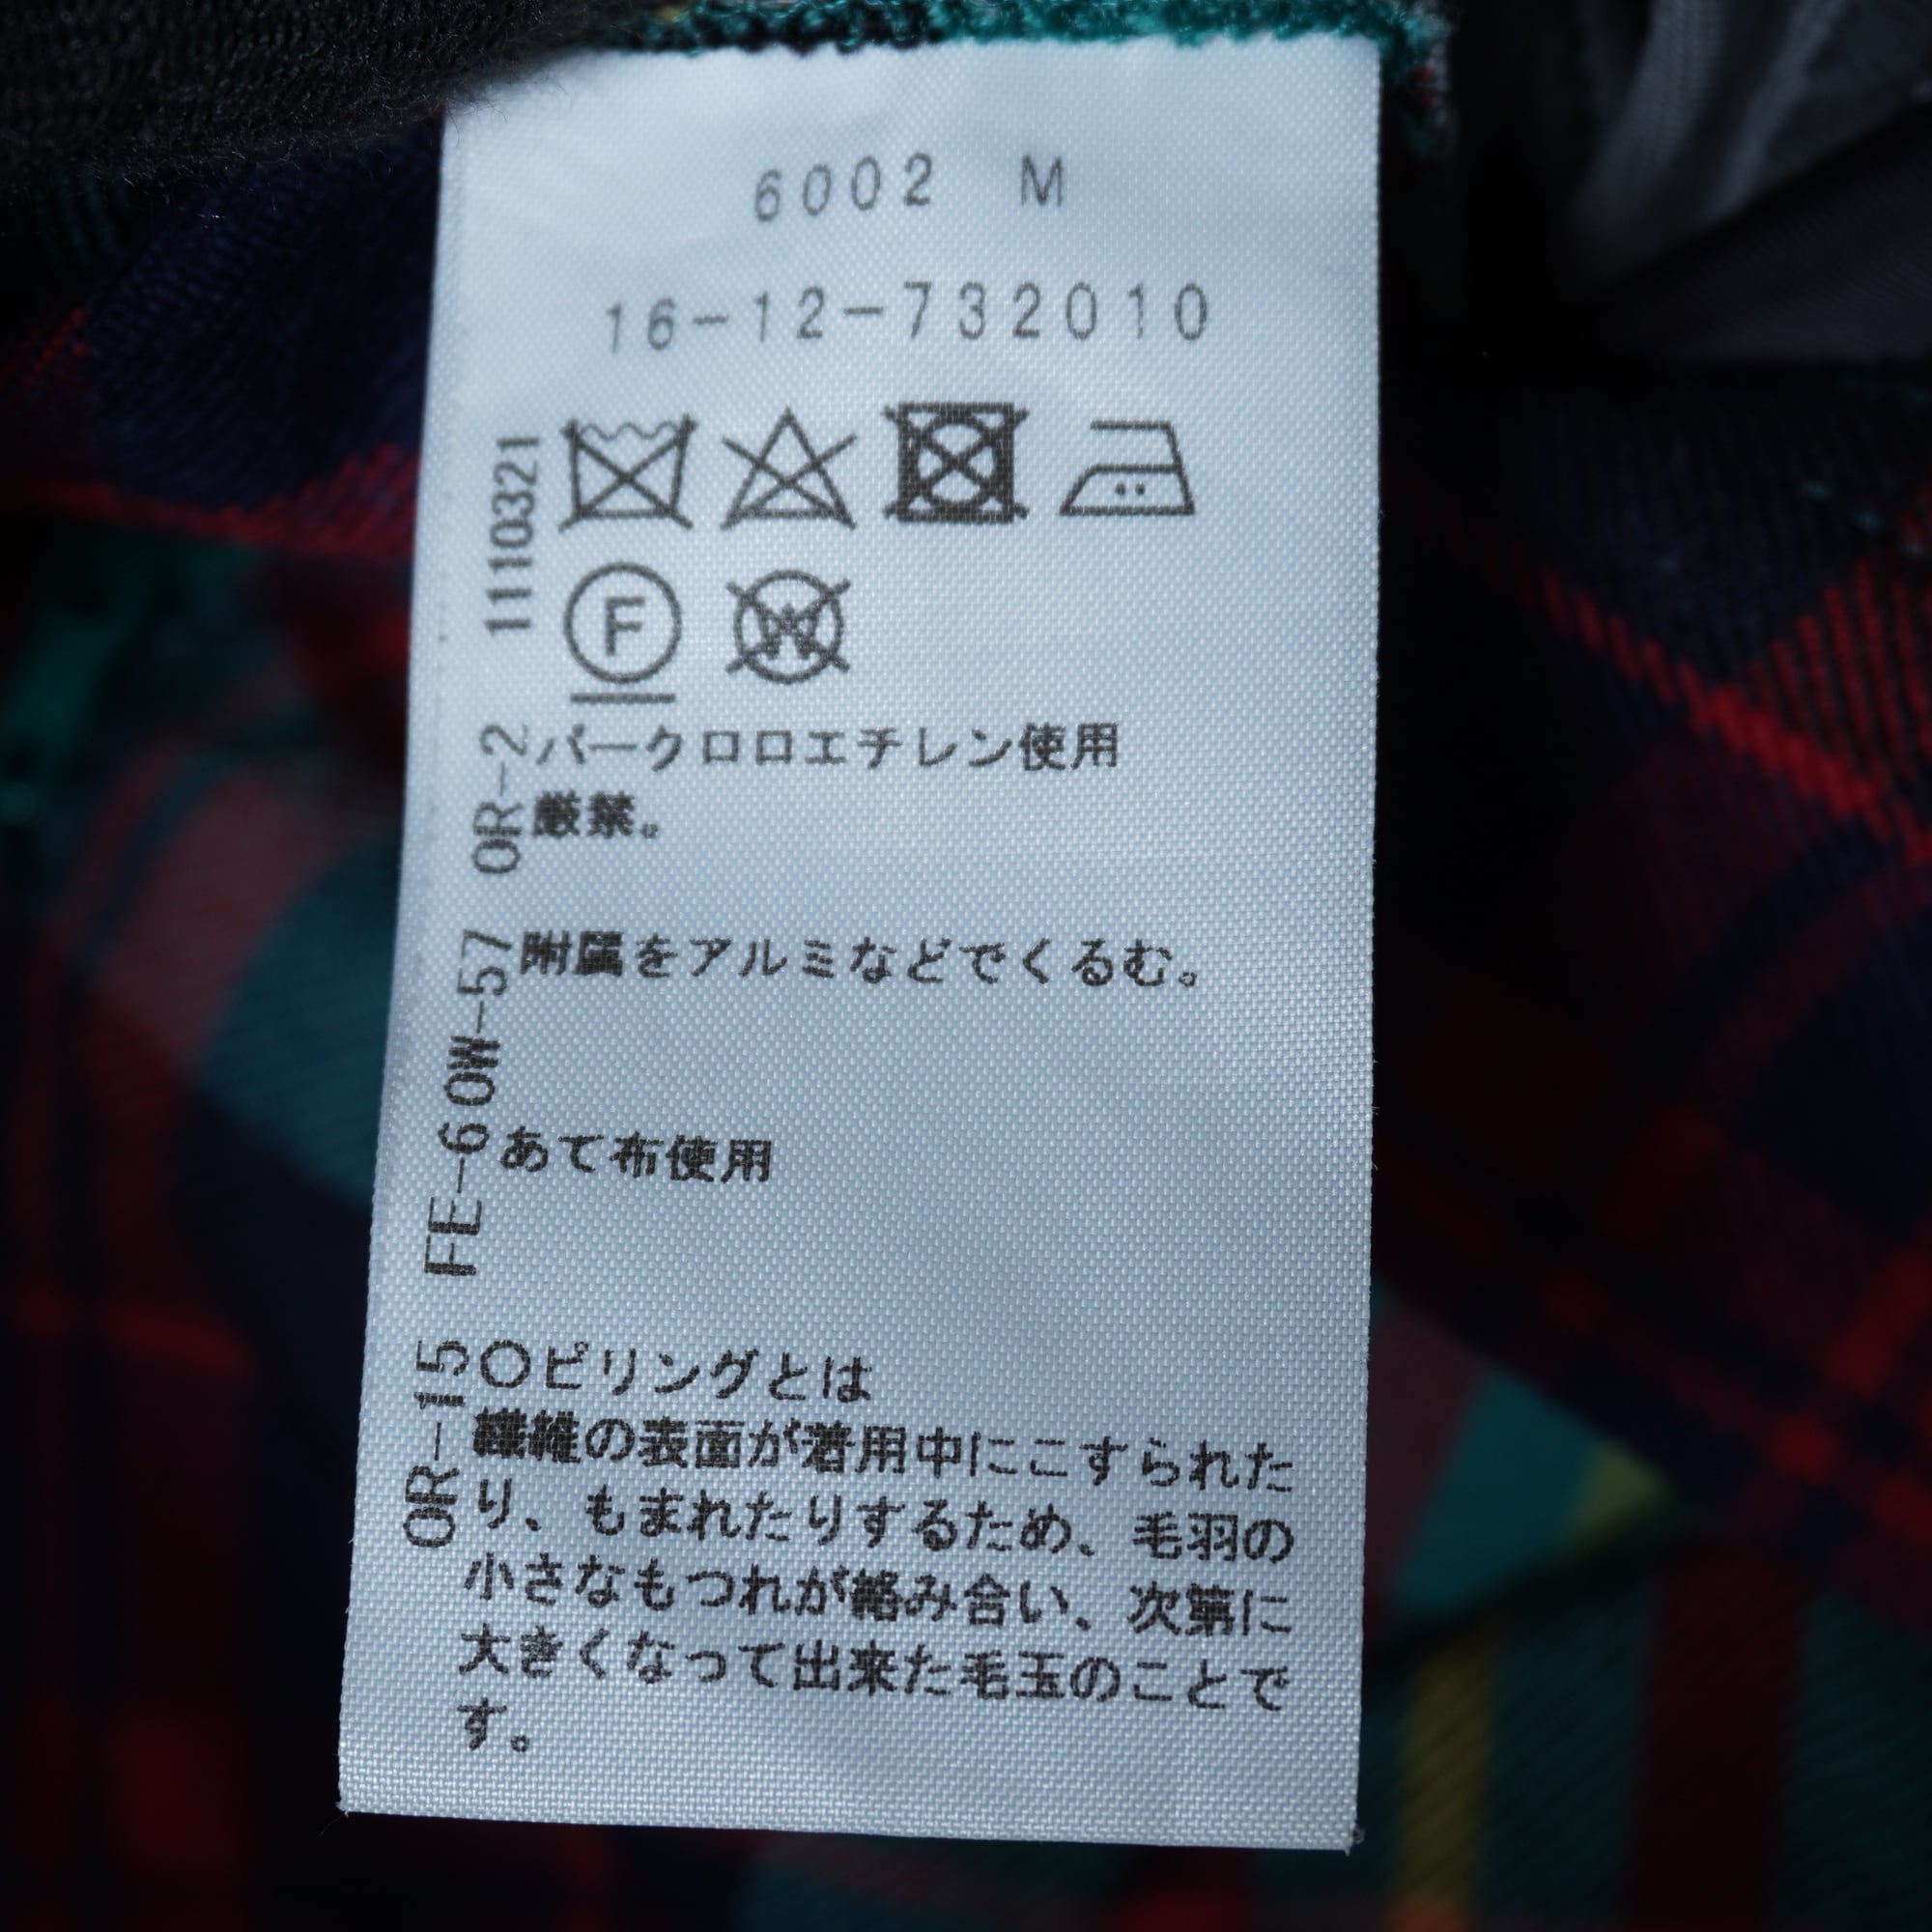 6002 M
16-12-732010
1110321
F
W
OR-2
パークロロエチレン使用
厳禁。
OW-57
附属をアルミなどでくるむ。
FE-6
あて布使用
OR-15
〇ピリングとは
繊維の表面が着用中にこすられた
り、もまれたりするため、毛羽の
小さなもつれが絡み合い、次第に
大きくなって出来た毛玉のことで
す。